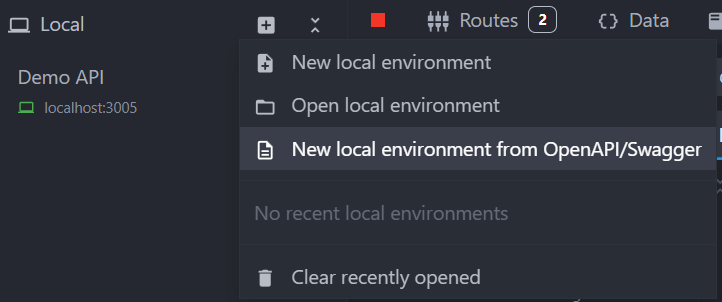 Local
Routes 2
Data
Demo API
localhost:3005
New local environment
Open local environment
New local environment from OpenAPI/Swagger
No recent local environments
Clear recently opened